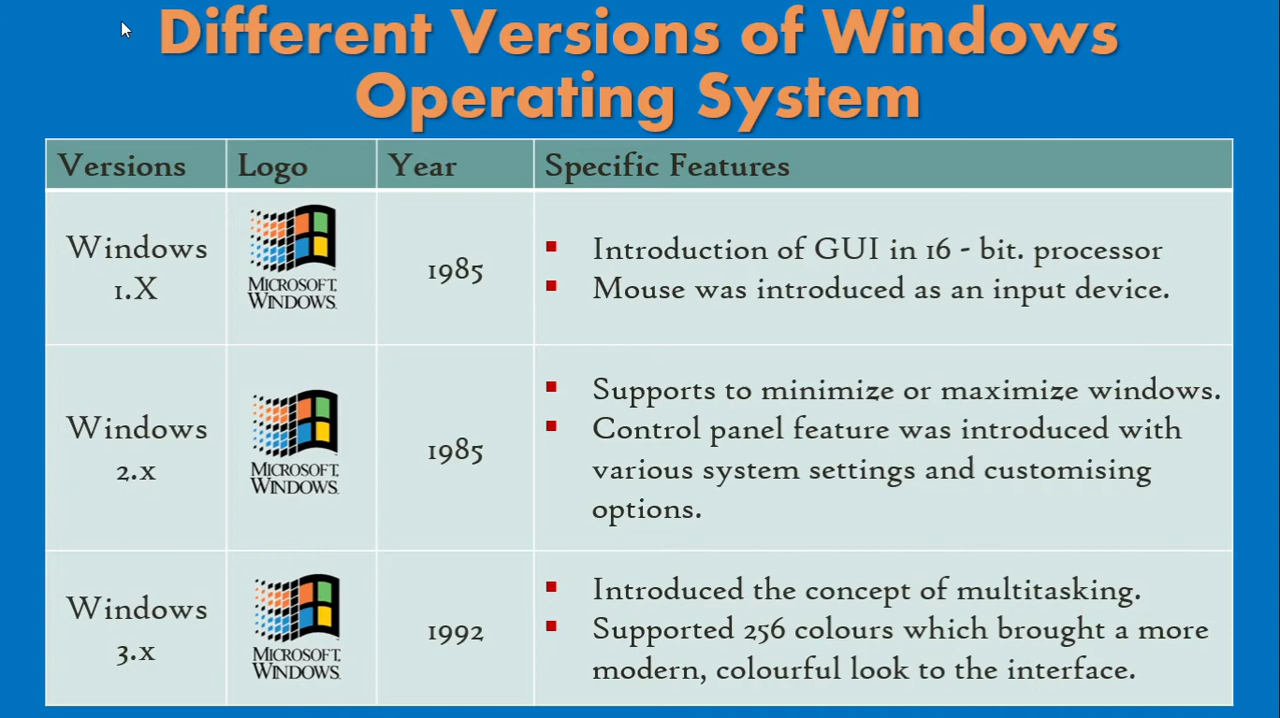 Different Versions of Windows
Operating System
Versions
Logo
Year
Specific Features
Windows
1.X
MICROSOFT
WINDOWS
1985
Introduction of GUI in 16 - bit. processor
Mouse was introduced as an input device.
Windows
2.x
MICROSOFT
WINDOWS
1985
Supports to minimize or maximize windows.
Control panel feature was introduced with
various system settings and customising
options.
Windows
3.x
MICROSOFT
WINDOWS
1992
Introduced the concept of multitasking.
Supported 256 colours which brought a more
modern, colourful look to the interface.